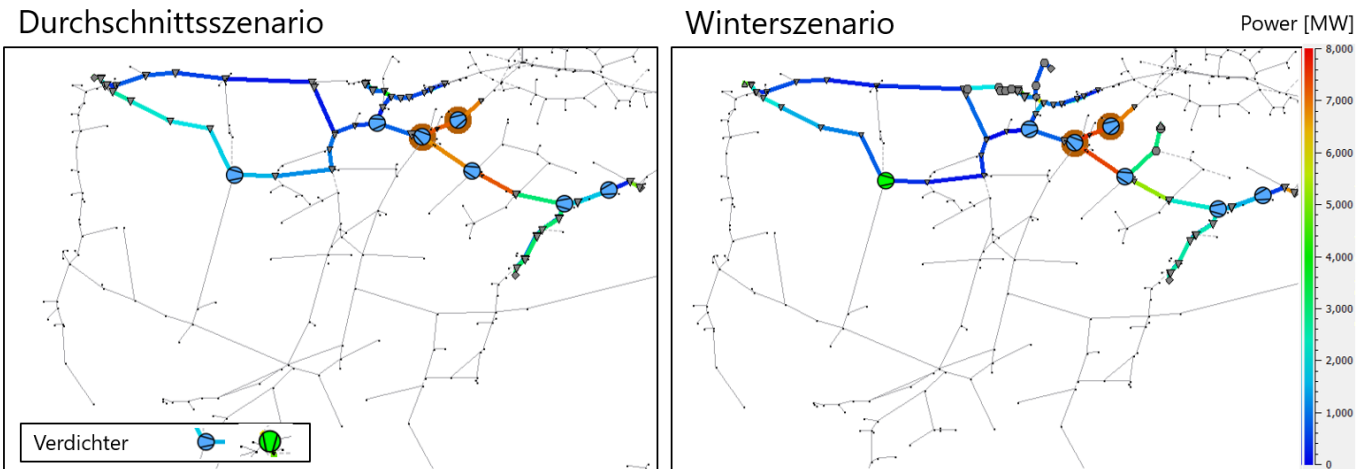 Durchschnittsszenario
Winterszenario
Power [MW]
8,000
7,000
6,000
5,000
4,000
3,000
2,000
1,000
0
Verdichter